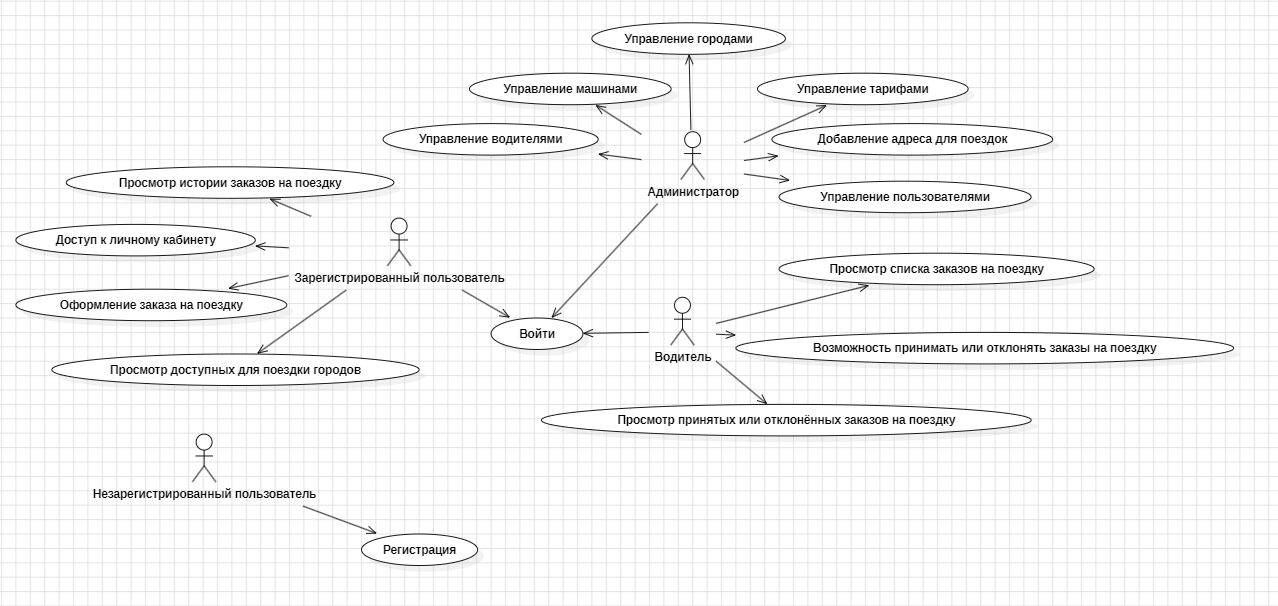 Управление городами
Управление машинами
Управление тарифами
Управление водителями
Добавление адреса для поездок
Просмотр истории заказов на поездку
Администратор
Управление пользователями
Доступ к личному кабинету
Зарегистрированный пользователь
Просмотр списка заказов на поездку
Оформление заказа на поездку
Войти
Водитель
Возможность принимать или отклонять заказы на поездку
Просмотр доступных для поездки городов
Просмотр принятых или отклонённых заказов на поездку
Незарегистрированный пользователь
Регистрация